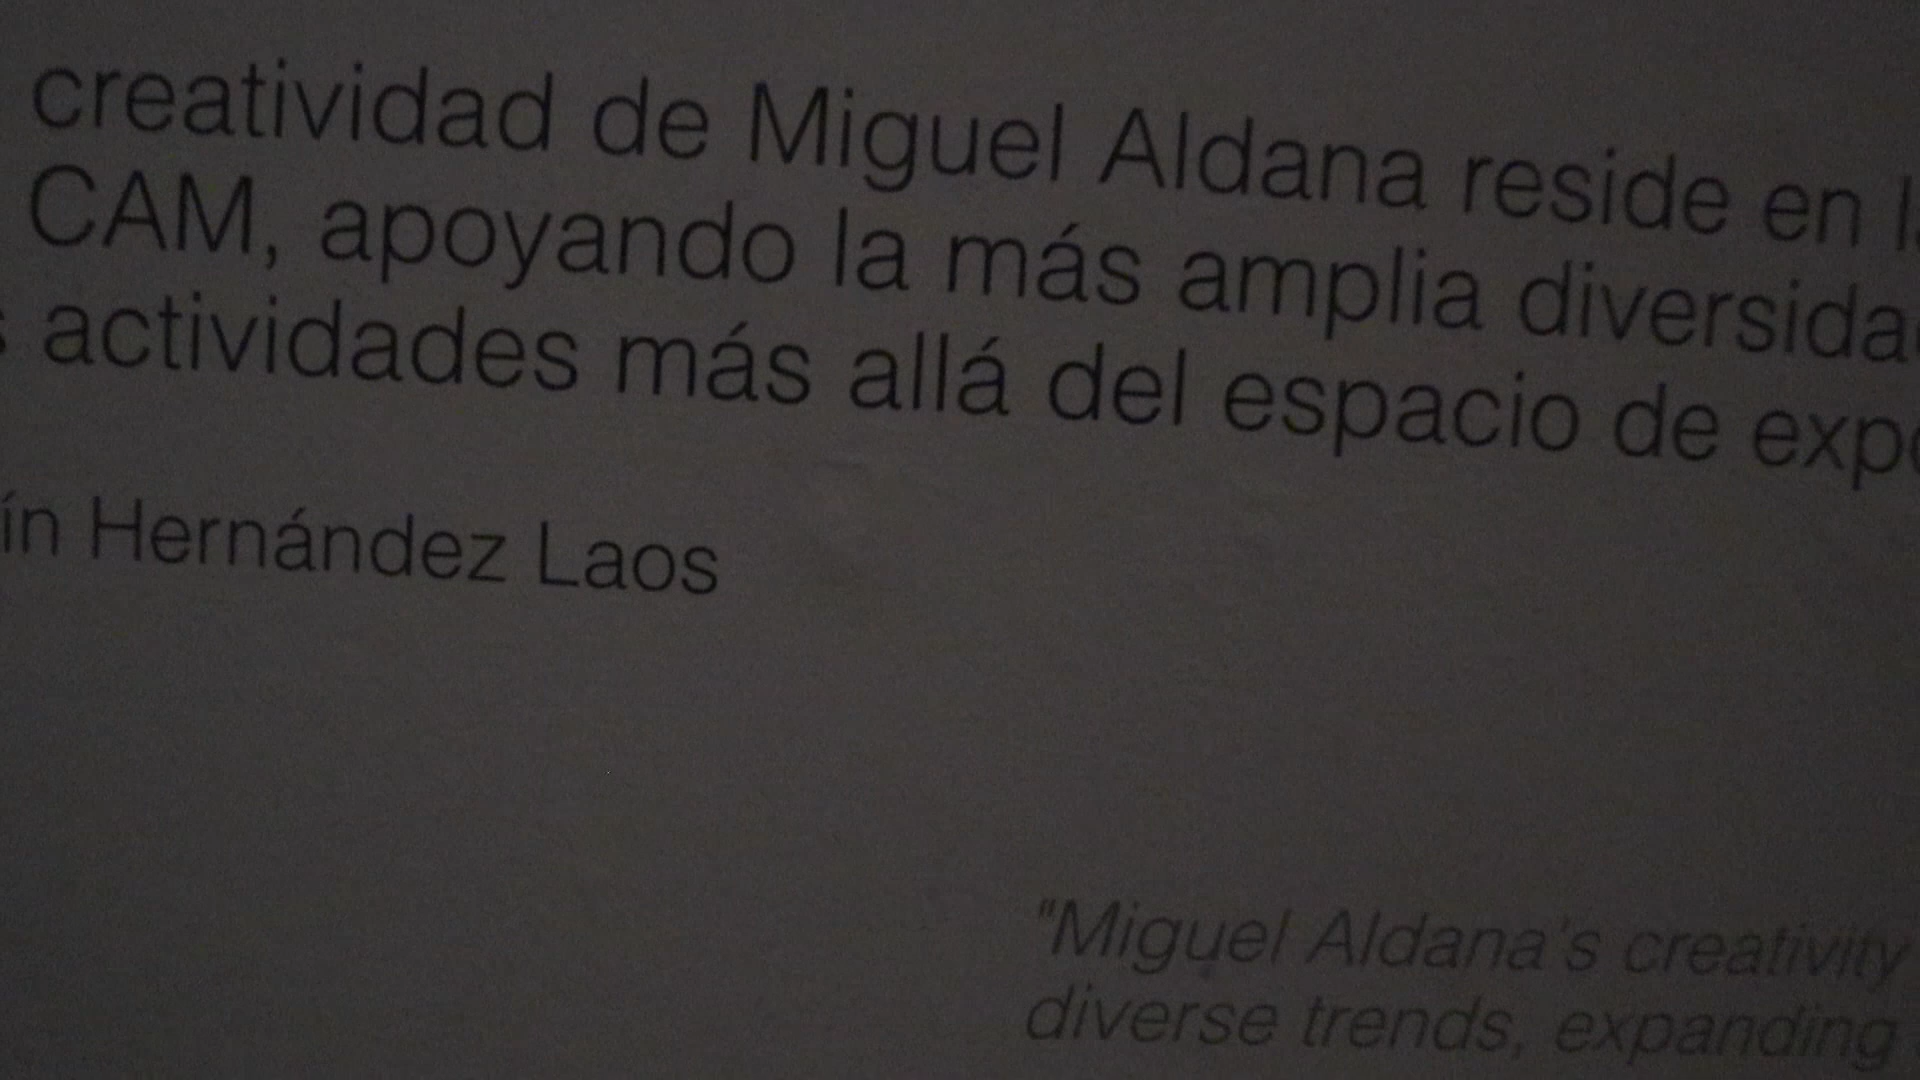 creatividad de Miguel Aldana reside en
CAM, apoyando la más amplia
actividades más allá del espacio de
Hernández Laos
"Miguel Aldana's creativity
diverse trends, expanding